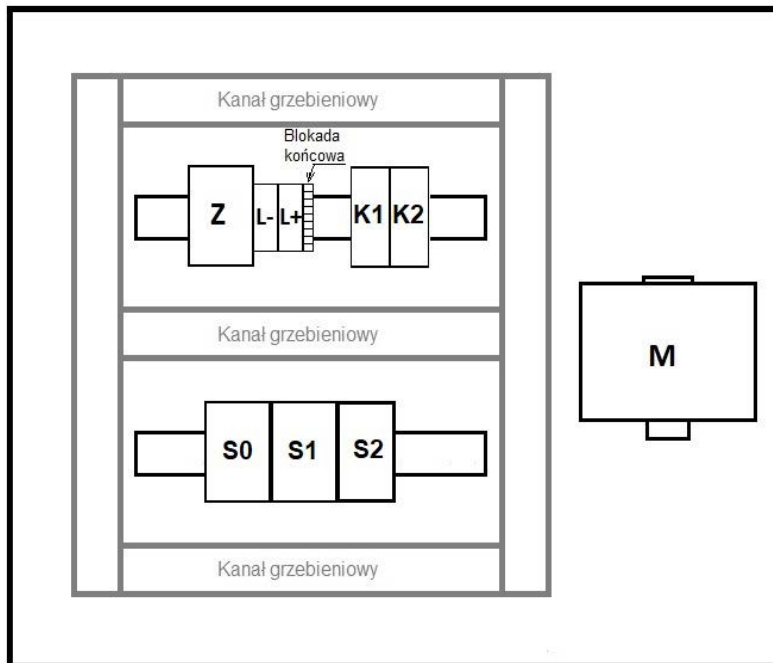 Kanał grzebieniowy
Blokada
końcowa
Z
L-
L+
K1
K2
Kanał grzebieniowy
M
S0
S1
S2
Kanał grzebieniowy